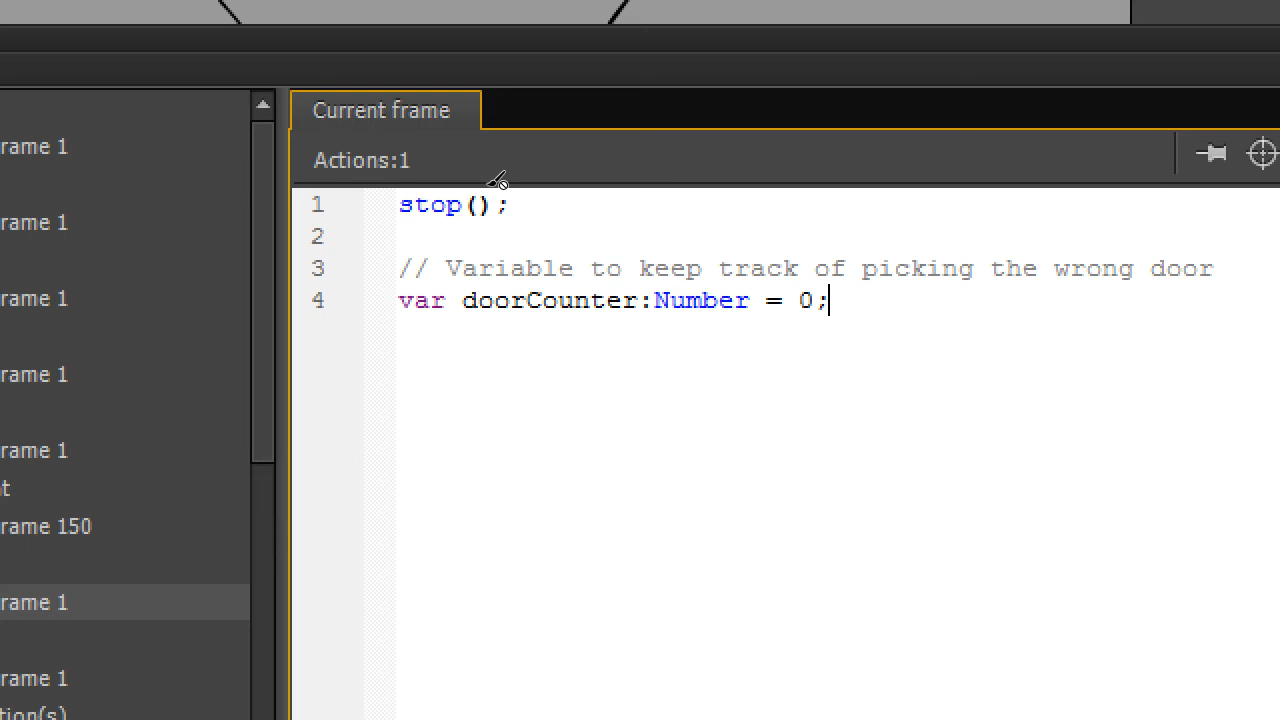 Current frame
Actions:1
1 stop();
2
3 // Variable to keep track of picking the wrong door
4 var doorCounter:Number = 0;
rame 1
rame 1
rame 1
rame 1
rame 1
t
rame 150
rame 1
rame 1
tion(s)